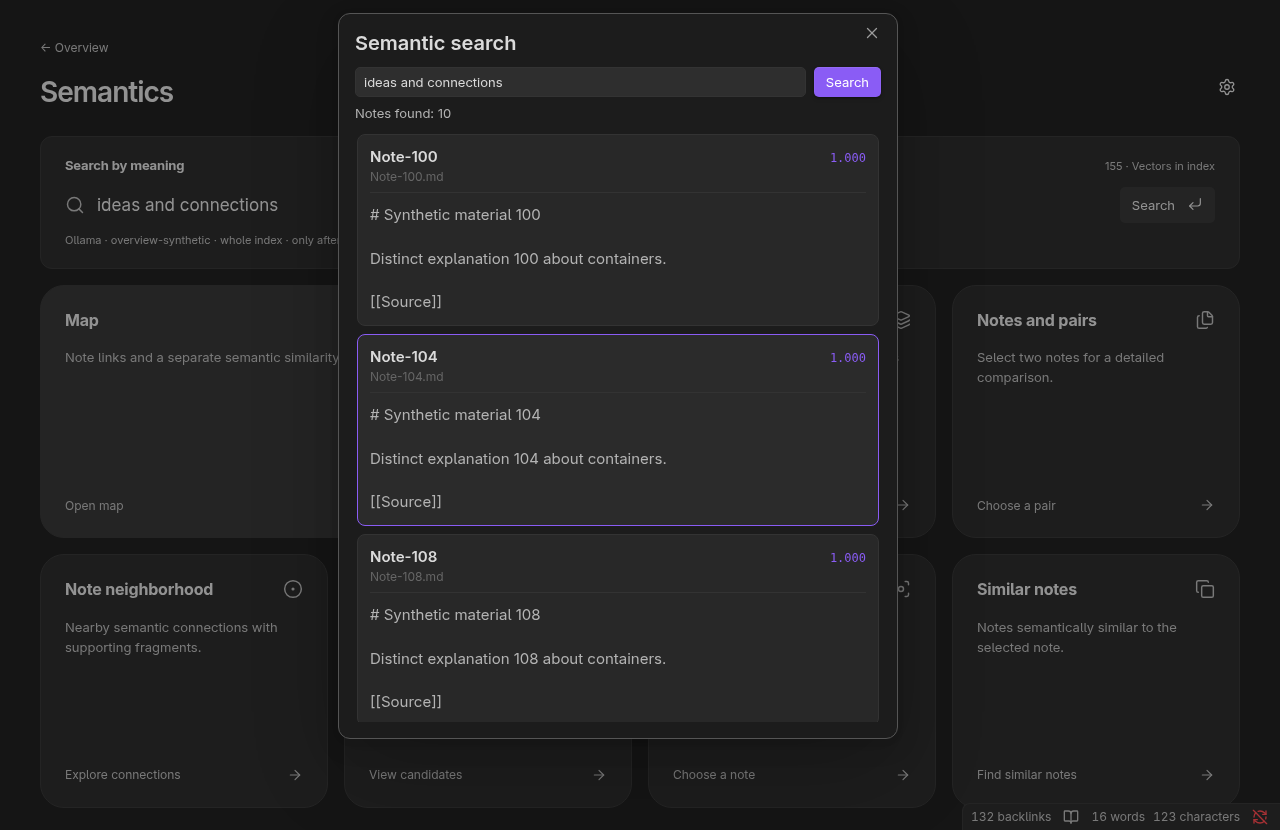 ← Overview
Semantics
Search by meaning
155 · Vectors in index
ideas and connections
Search
Ollama · overview-synthetic · whole index · only after
Map
Note links and a separate semantic similarity
Open map
Notes and pairs
Select two notes for a detailed
comparison.
Choose a pair
Note neighborhood
Nearby semantic connections with
supporting fragments.
Explore connections
View candidates
Choose a note
Similar notes
Notes semantically similar to the
selected note.
Find similar notes
Semantic search
ideas and connections
Search
Notes found: 10
Note-100
1.000
Note-100.md
# Synthetic material 100
Distinct explanation 100 about containers.
[[Source]]
Note-104
1.000
Note-104.md
# Synthetic material 104
Distinct explanation 104 about containers.
[[Source]]
Note-108
1.000
Note-108.md
# Synthetic material 108
Distinct explanation 108 about containers.
[[Source]]
132 backlinks
16 words
123 characters